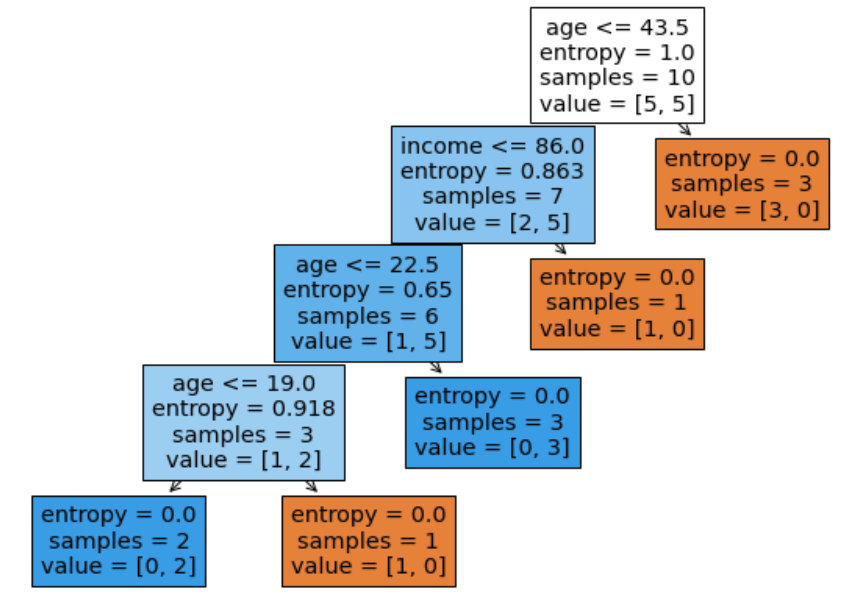 age <= 43.5
entropy = 1.0
samples = 10
value = [5, 5]
income <= 86.0
entropy = 0.863
samples = 7
value = [2, 5]
entropy = 0.0
samples = 3
value = [3, 0]
age <= 22.5
entropy = 0.65
samples = 6
value = [1, 5]
entropy = 0.0
samples = 1
value = [1, 0]
age <= 19.0
entropy = 0.918
samples = 3
value = [1, 2]
entropy = 0.0
samples = 3
value = [0, 3]
entropy = 0.0
samples = 2
value = [0, 2]
entropy = 0.0
samples = 1
value = [1, 0]